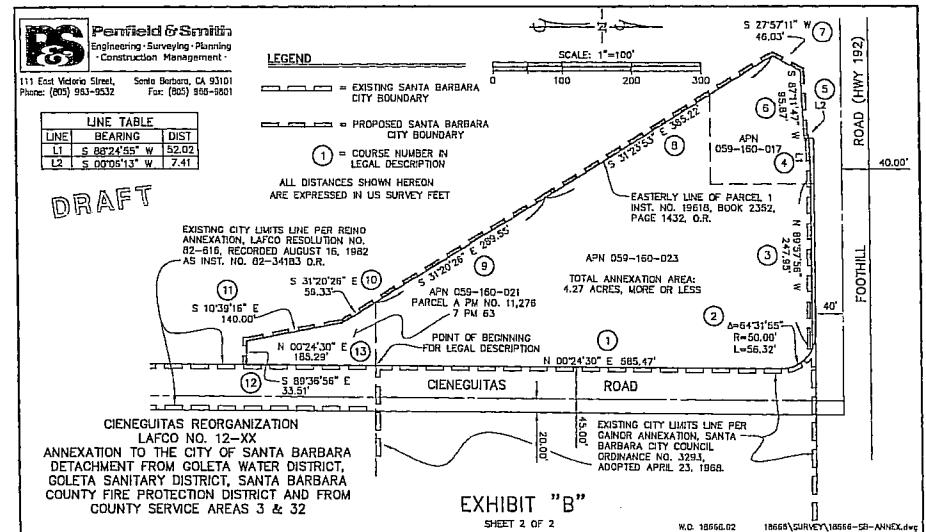 P&S
Penfield & Smith
Engineering · Surveying · Planning
· Construction Management ·
111 East Victoria Street,
Santa Barbara, CA 93101
Phone: (805) 963-9532
Fax: (805) 966-9801
LINE TABLE
LINE BEARING DIST
L1 S 88°24'55" W 52.02
L2 S 00°05'13" W 7.41
DRAFT
LEGEND
= EXISTING SANTA BARBARA
CITY BOUNDARY
= PROPOSED SANTA BARBARA
CITY BOUNDARY
1 = COURSE NUMBER IN
LEGAL DESCRIPTION
ALL DISTANCES SHOWN HEREON
ARE EXPRESSED IN US SURVEY FEET
Z
SCALE: 1"=100'
0 100 200 300
S 27°57'11" W
46.03'
7
S 87°11'47" W
95.87'
6
5
L2
APN
059-160-017
4
L1
ROAD (HWY 192)
40.00'
S 31°23'53" E 385.22'
8
EASTERLY LINE OF PARCEL 1
INST. NO. 19618, BOOK 2352,
PAGE 1432, O.R.
N 89°57'58" W
247.95'
3
FOOTHILL
EXISTING CITY LIMITS LINE PER REINO
ANNEXATION, LAFCO RESOLUTION NO.
82-616, RECORDED AUGUST 16, 1982
AS INST. NO. 82-34183 O.R.
S 31°20'26" E 289.55'
9
APN 059-160-023
TOTAL ANNEXATION AREA:
4.27 ACRES, MORE OR LESS
S 31°20'26" E
10
11
S 10°39'16" E
140.00'
APN 059-160-021
PARCEL A PM NO. 11,276
7 PM 63
40'
2
Δ=64°31'55"
R=50.00'
L=56.32'
N 00°24'30" E
185.29'
13
POINT OF BEGINNING
FOR LEGAL DESCRIPTION
1
N 00°24'30" E 585.47'
12
S 89°36'56" E
33.51'
CIENEGUITAS
ROAD
20.00'
45.00'
EXISTING CITY LIMITS LINE PER
GAINOR ANNEXATION, SANTA
BARBARA CITY COUNCIL
ORDINANCE NO. 3293,
ADOPTED APRIL 23, 1968.
CIENEGUITAS REORGANIZATION
LAFCO NO. 12-XX
ANNEXATION TO THE CITY OF SANTA BARBARA
DETACHMENT FROM GOLETA WATER DISTRICT,
GOLETA SANITARY DISTRICT, SANTA BARBARA
COUNTY FIRE PROTECTION DISTRICT AND FROM
COUNTY SERVICE AREAS 3 & 32
EXHIBIT "B"
SHEET 2 OF 2
W.O. 18666.02
18666\SURVEY\18666-SB-ANNEX.dwg